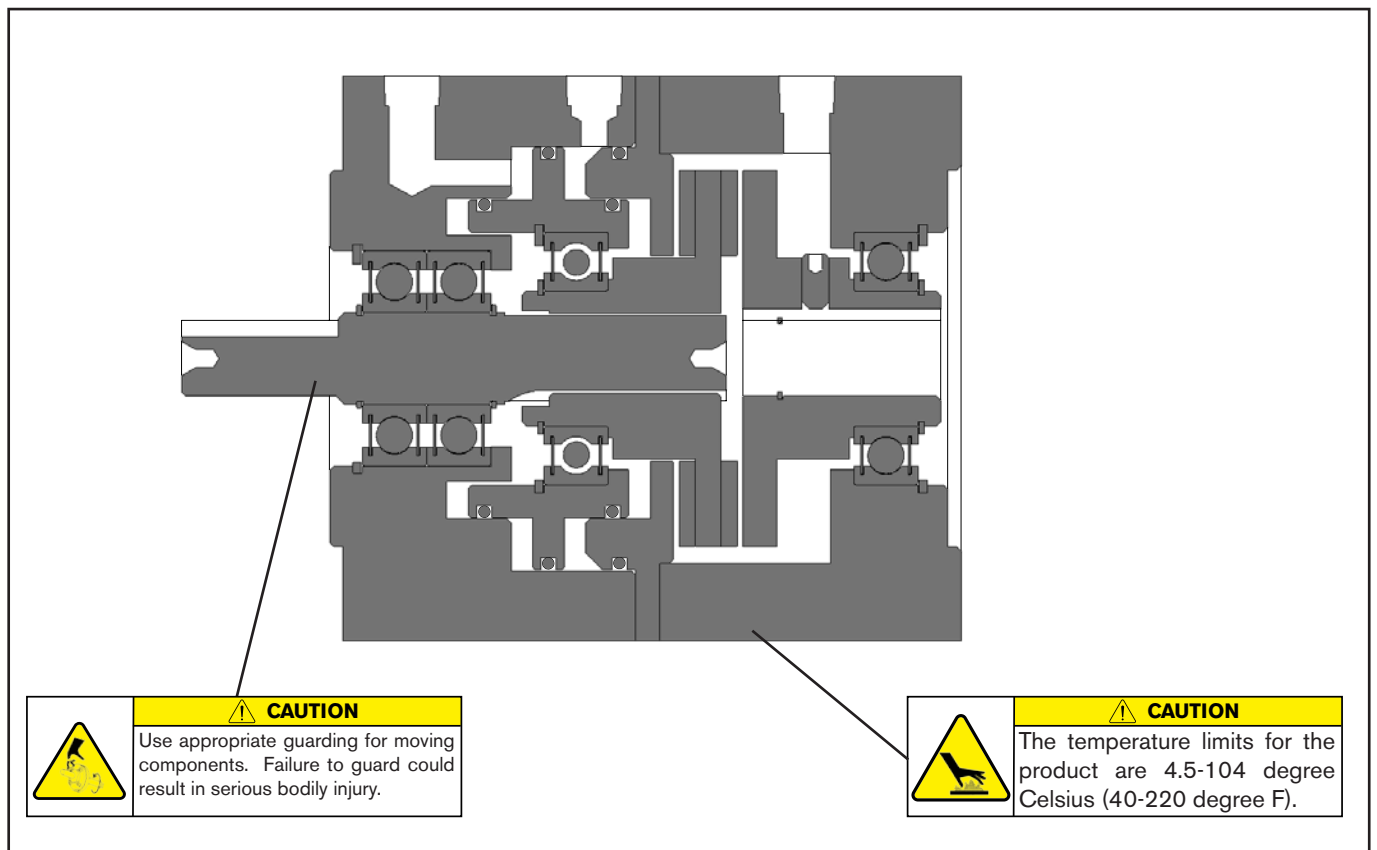 CAUTION
Use appropriate guarding for moving
components. Failure to guard could
result in serious bodily injury.
CAUTION
The temperature limits for the
product are 4.5-104 degree
Celsius (40-220 degree F).